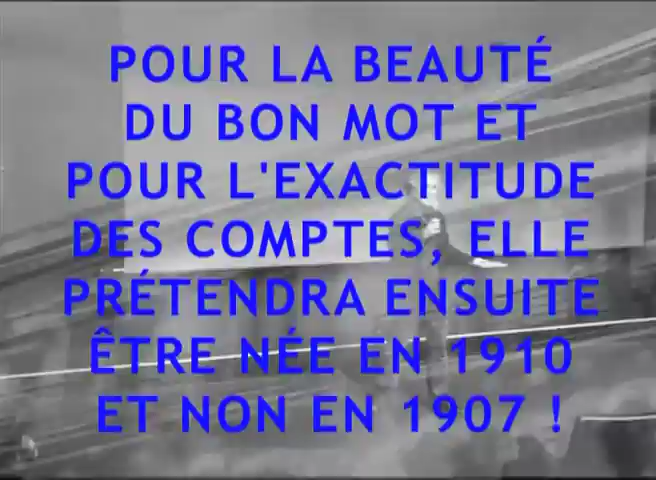 POUR LA BEAUTÉ
DU BON MOT ET
POUR L'EXACTITUDE
DES COMPTES, ELLE
PRÉTENDRA ENSUITE
ÊTRE NÉE EN 1910
ET NON EN 1907 !